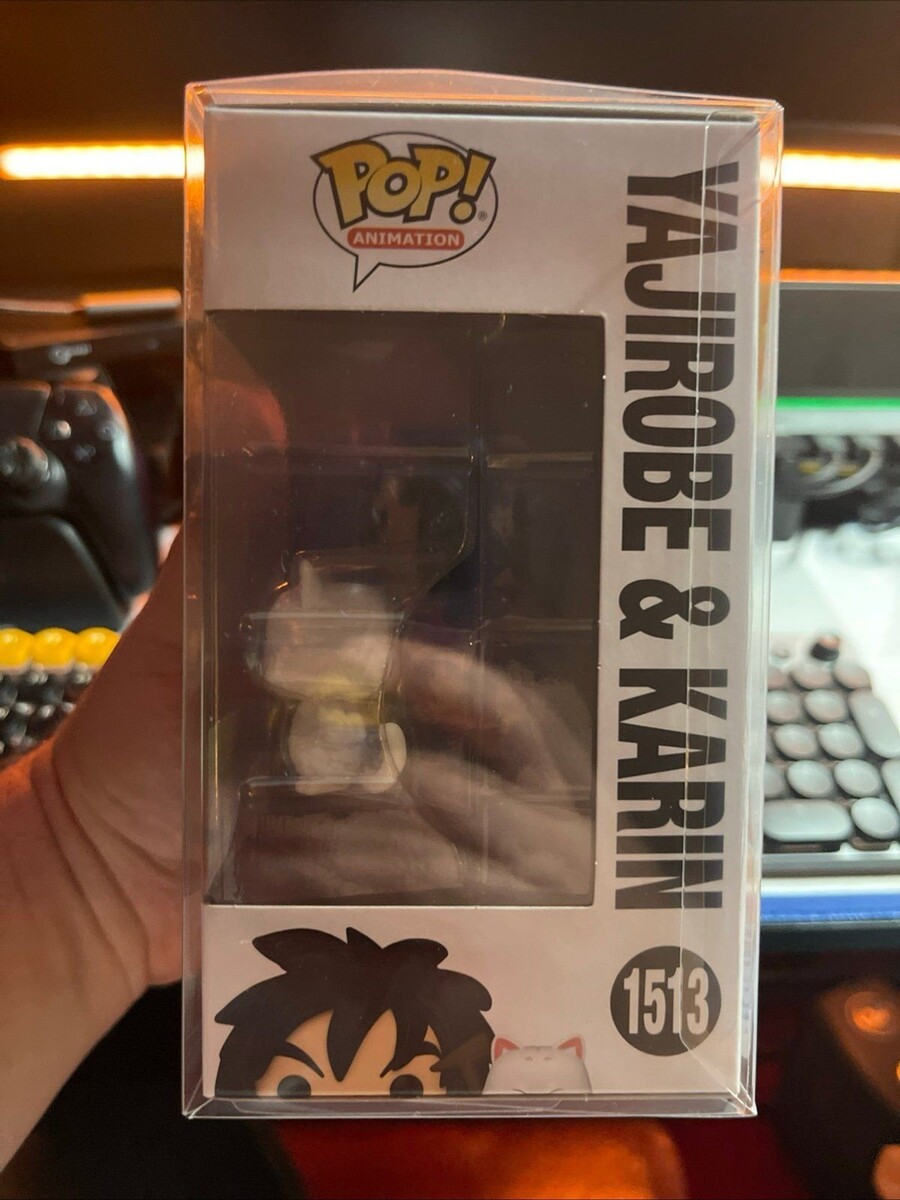 POP!®
ANIMATION
YAJIROBE & KARIN
1513